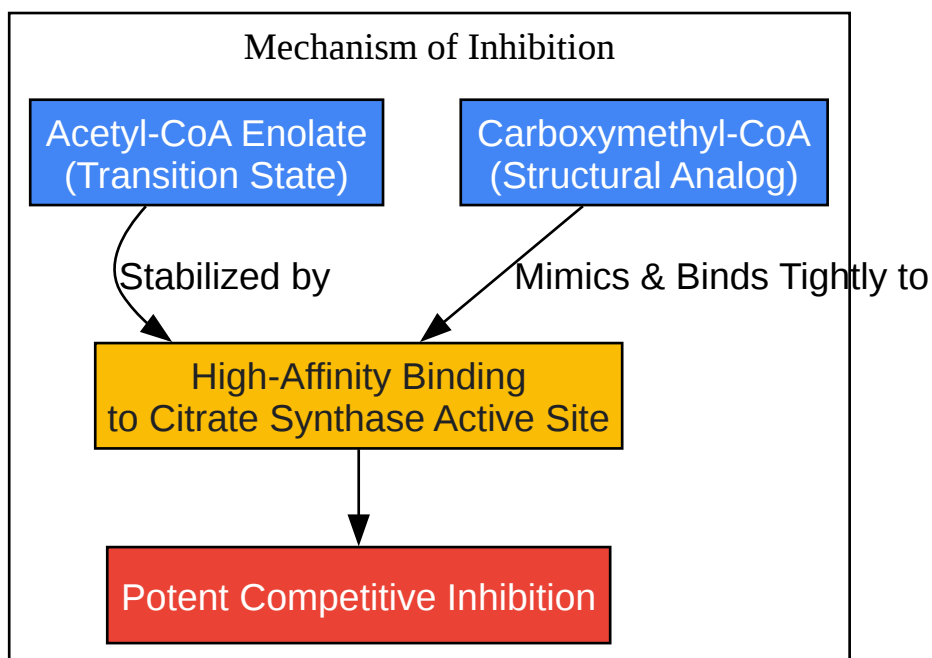 Mechanism of Inhibition
Acetyl-CoA Enolate
(Transition State)
Carboxymethyl-CoA
(Structural Analog)
Stabilized by
Mimics & Binds Tightly to
High-Affinity Binding
to Citrate Synthase Active Site
Potent Competitive Inhibition